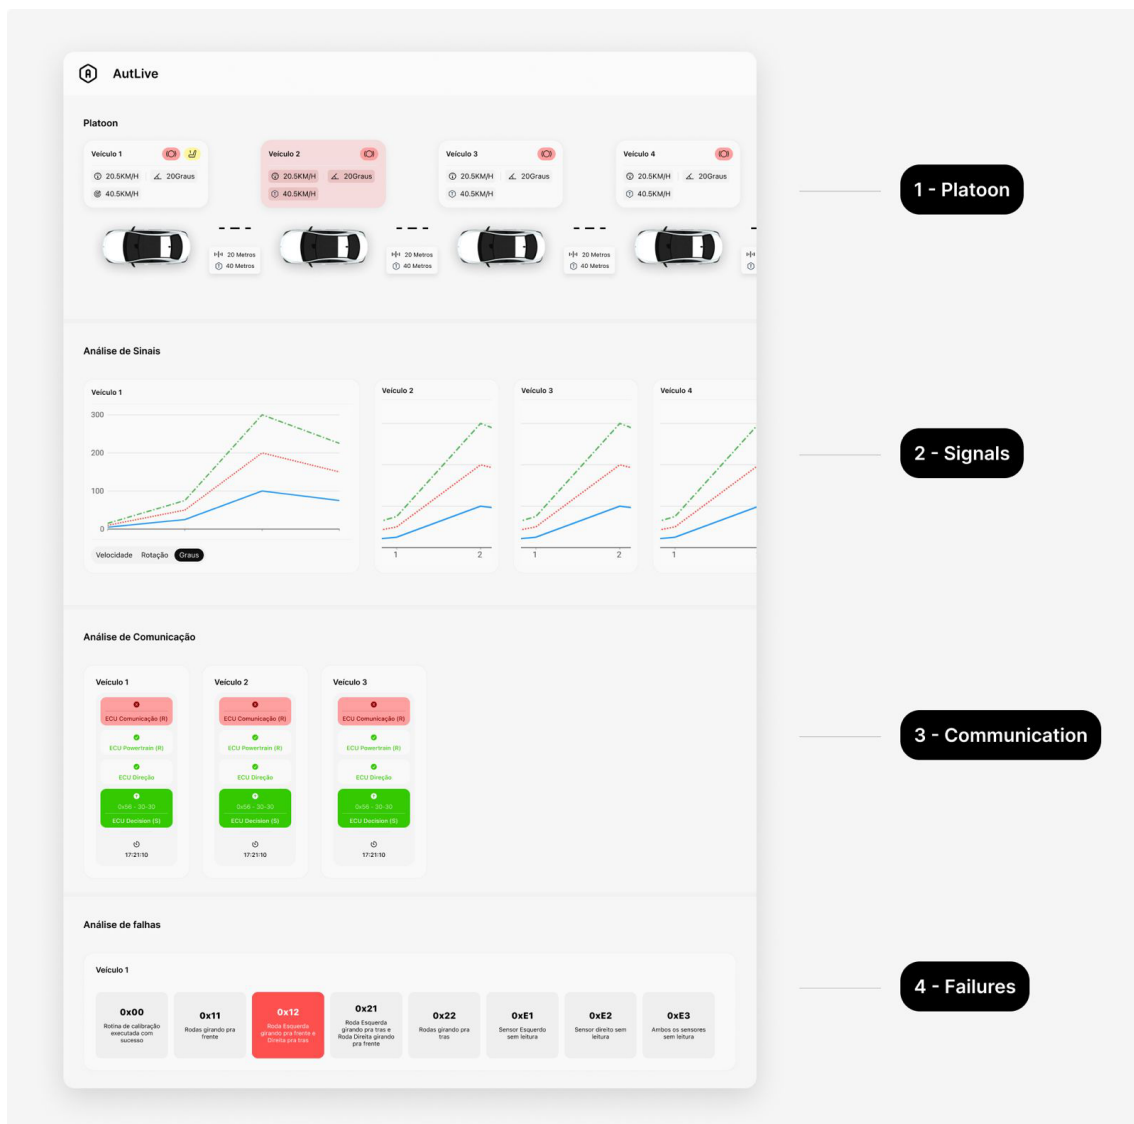 AutLive
Platoon
Veículo 1
20.5KM/H
20Graus
40.5KM/H
Veículo 2
20.5KM/H
20Graus
40.5KM/H
Veículo 3
20.5KM/H
20Graus
40.5KM/H
Veículo 4
20.5KM/H
20Graus
40.5KM/H
20 Metros
40 Metros
20 Metros
40 Metros
20 Metros
40 Metros
1 - Platoon
Análise de Sinais
Veículo 1
300
200
100
0
Velocidade Rotação Graus
Veículo 2
1 2
Veículo 3
1 2
Veículo 4
1
2 - Signals
Análise de Comunicação
Veículo 1
ECU Comunicação (R)
ECU Powertrain (R)
ECU Direção
0x56 - 30-30
ECU Decision (S)
17:21:10
Veículo 2
ECU Comunicação (R)
ECU Powertrain (R)
ECU Direção
0x56 - 30-30
ECU Decision (S)
17:21:10
Veículo 3
ECU Comunicação (R)
ECU Powertrain (R)
ECU Direção
0x56 - 30-30
ECU Decision (S)
17:21:10
3 - Communication
Análise de falhas
Veículo 1
0x00
Rotina de calibração
executada com
sucesso
0x11
Rodas girando pra
frente
0x12
Roda Esquerda
girando pra frente e
Direita pra tras
0x21
Roda Esquerda
girando pra tras e
Roda Direita girando
pra frente
0x22
Rodas girando pra
tras
0xE1
Sensor Esquerdo
sem leitura
0xE2
Sensor direito sem
leitura
0xE3
Ambos os sensores
sem leitura
4 - Failures